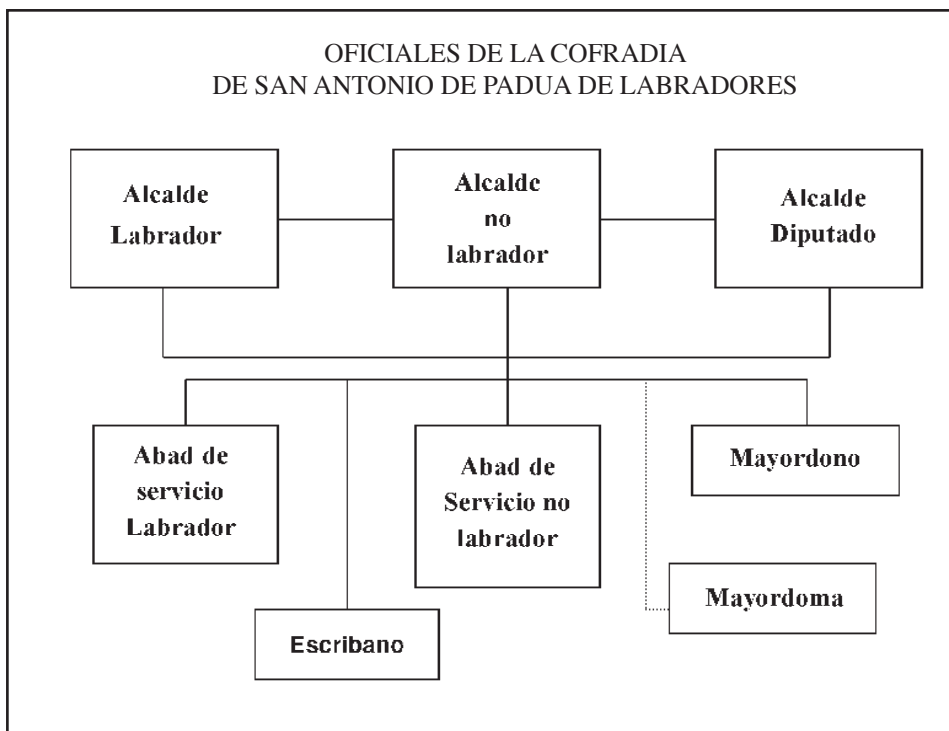 OFICIALES DE LA COFRADIA
DE SAN ANTONIO DE PADUA DE LABRADORES
Alcalde
Labrador
Alcalde
no
labrador
Alcalde
Diputado
Abad de
servicio
Labrador
Abad de
Servicio no
labrador
Mayordono
Mayordoma
Escribano